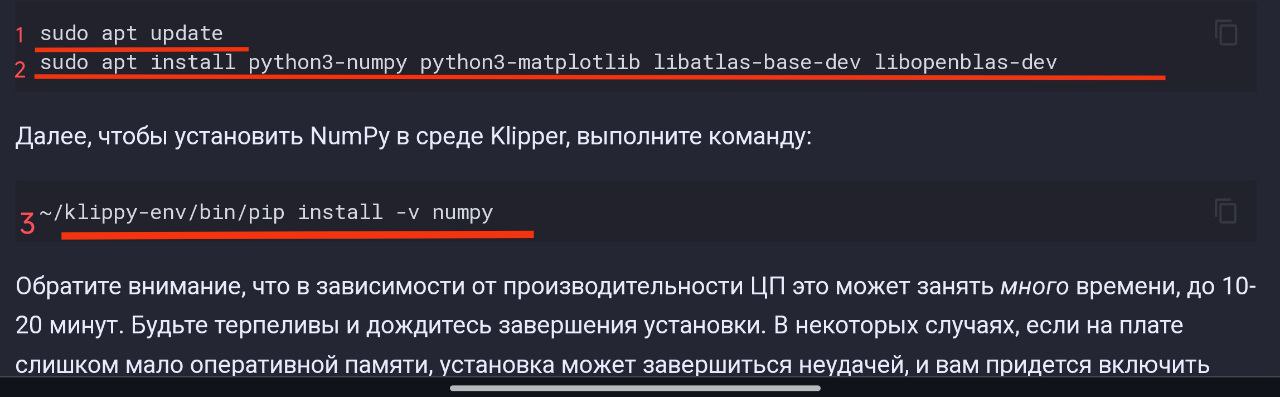 1 sudo apt update
2 sudo apt install python3-numpy python3-matplotlib libatlas-base-dev libopenblas-dev
Далее, чтобы установить NumPy в среде Klipper, выполните команду:
3 ~/klippy-env/bin/pip install -v numpy
Обратите внимание, что в зависимости от производительности ЦП это может занять много времени, до 10-
20 минут. Будьте терпеливы и дождитесь завершения установки. В некоторых случаях, если на плате
слишком мало оперативной памяти, установка может завершиться неудачей, и вам придется включить